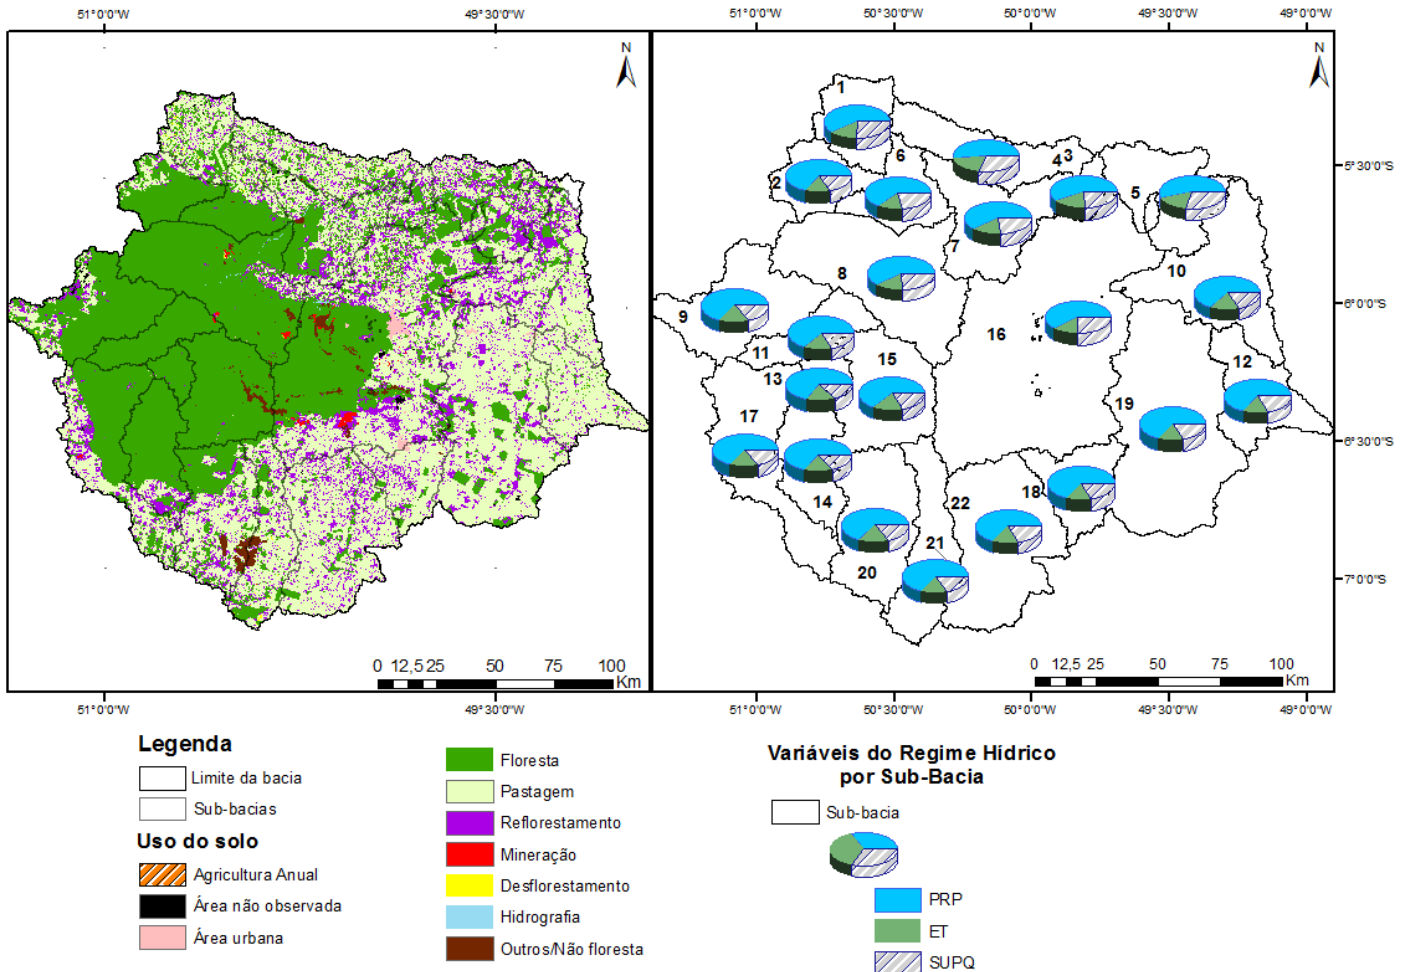 51°0'0"W
49°30'0"W
51°0'0"W
50°30'0"W
50°0'0"W
49°30'0"W
49°0'0"W
N
N
1
2
6
4
3
5
7
8
10
9
16
11
15
12
13
17
19
14
22
18
21
20
5°30'0"S
6°0'0"S
6°30'0"S
7°0'0"S
0 12,5 25 50 75 100
Km
0 12,5 25 50 75 100
Km
51°0'0"W
49°30'0"W
51°0'0"W
50°30'0"W
50°0'0"W
49°30'0"W
49°0'0"W
Legenda
Limite da bacia
Sub-bacias
Uso do solo
Agricultura Anual
Área não observada
Área urbana
Floresta
Pastagem
Reflorestamento
Mineração
Desflorestamento
Hidrografia
Outros/Não floresta
Variáveis do Regime Hídrico
por Sub-Bacia
Sub-bacia
PRP
ET
SUPQ